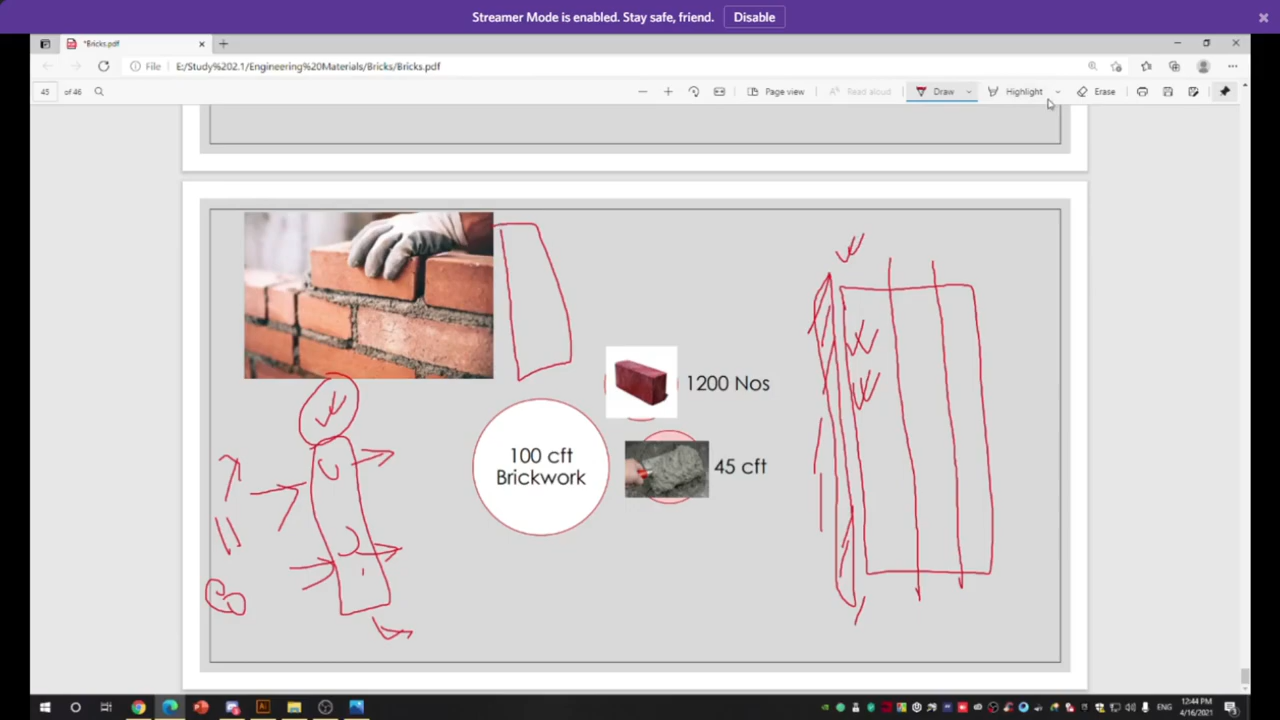 Streamer Mode is enabled. Stay safe, friend. Disable
*Bricks.pdf
File E:/Study%202.1/Engineering%20Materials/Bricks/Bricks.pdf
45 of 46 Page view Read aloud Draw Highlight Erase
1200 Nos
100 cft
Brickwork
45 cft
ENG
12:44 PM
4/16/2021